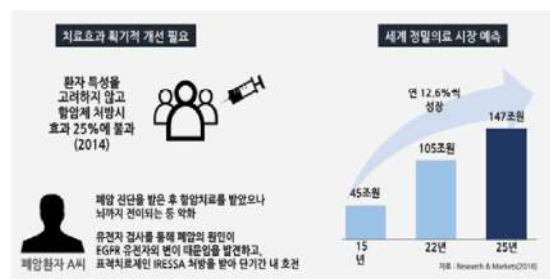 치료효과 획기적 개선 필요
환자 특성을
고려하지 않고
항암제 처방시
효과 25%에 불과
(2014)
폐암환자 A씨
폐암 진단을 받은 후 항암치료를 받았으나
뇌까지 전이되는 등 악화
유전자 검사를 통해 폐암의 원인이
EGFR 유전자의 변이 때문임을 발견하고,
표적치료제인 IRESSA 처방을 받아 단기간 내 호전
세계 정밀의료 시장 예측
연 12.6%씩
성장
147조원
105조원
45조원
15
년
22년
25년
자료 : Research & Markets(2016)